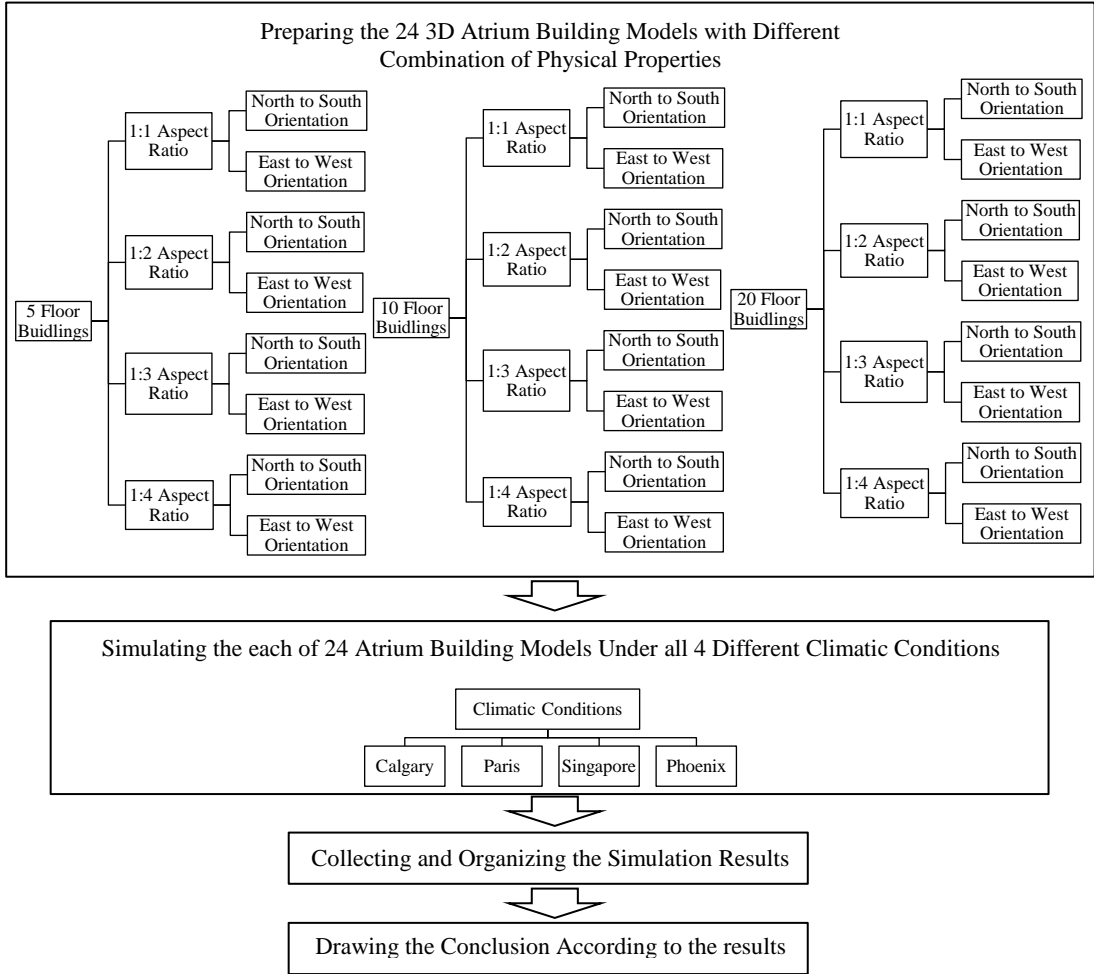 Preparing the 24 3D Atrium Building Models with Different
Combination of Physical Properties
5 Floor
Buidlings
1:1 Aspect
Ratio
North to South
Orientation
East to West
Orientation
1:2 Aspect
Ratio
North to South
Orientation
East to West
Orientation
1:3 Aspect
Ratio
North to South
Orientation
East to West
Orientation
1:4 Aspect
Ratio
North to South
Orientation
East to West
Orientation
10 Floor
Buidlings
1:1 Aspect
Ratio
North to South
Orientation
East to West
Orientation
1:2 Aspect
Ratio
North to South
Orientation
East to West
Orientation
1:3 Aspect
Ratio
North to South
Orientation
East to West
Orientation
1:4 Aspect
Ratio
North to South
Orientation
East to West
Orientation
20 Floor
Buidlings
1:1 Aspect
Ratio
North to South
Orientation
East to West
Orientation
1:2 Aspect
Ratio
North to South
Orientation
East to West
Orientation
1:3 Aspect
Ratio
North to South
Orientation
East to West
Orientation
1:4 Aspect
Ratio
North to South
Orientation
East to West
Orientation
Simulating the each of 24 Atrium Building Models Under all 4 Different Climatic Conditions
Climatic Conditions
Calgary
Paris
Singapore
Phoenix
Collecting and Organizing the Simulation Results
Drawing the Conclusion According to the results